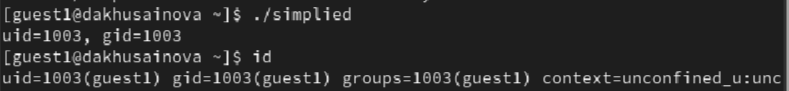 [guest1@dakhusainova ~]$ ./simplied
uid=1003, gid=1003
[guest1@dakhusainova ~]$ id
uid=1003(guest1) gid=1003(guest1) groups=1003(guest1) context=unconfined_u:unc